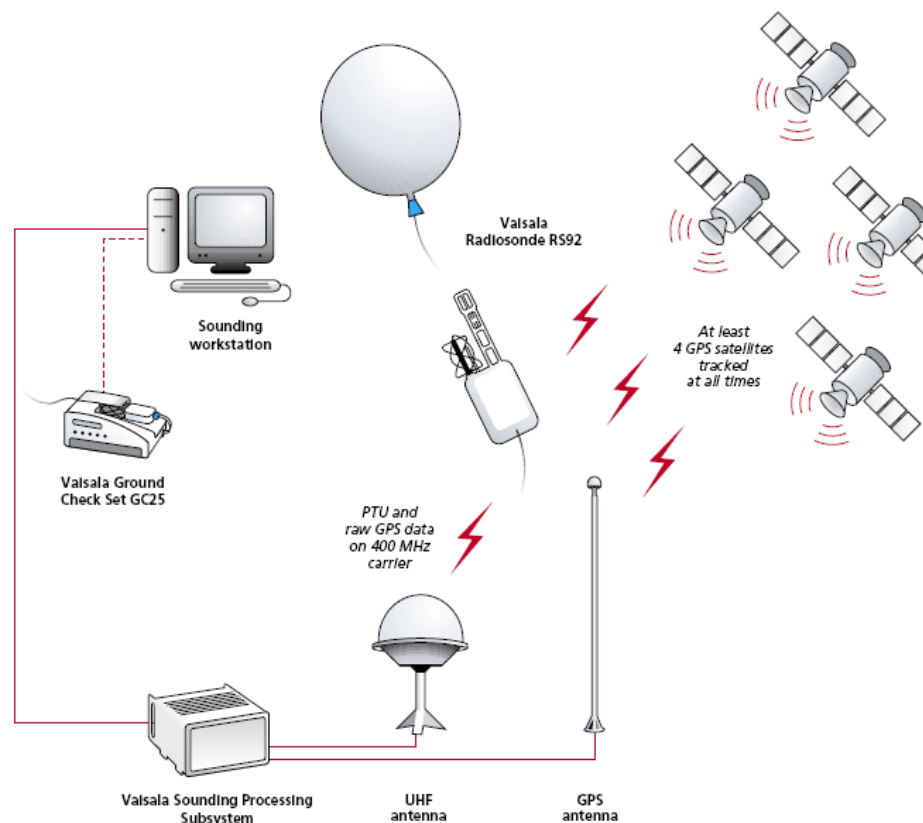 Vaisala
Radiosonde RS92
Sounding
workstation
At least
4 GPS satellites
tracked
at all times
Vaisala Ground
Check Set GC25
PTU and
raw GPS data
on 400 MHz
carrier
Vaisala Sounding Processing
Subsystem
UHF
antenna
GPS
antenna